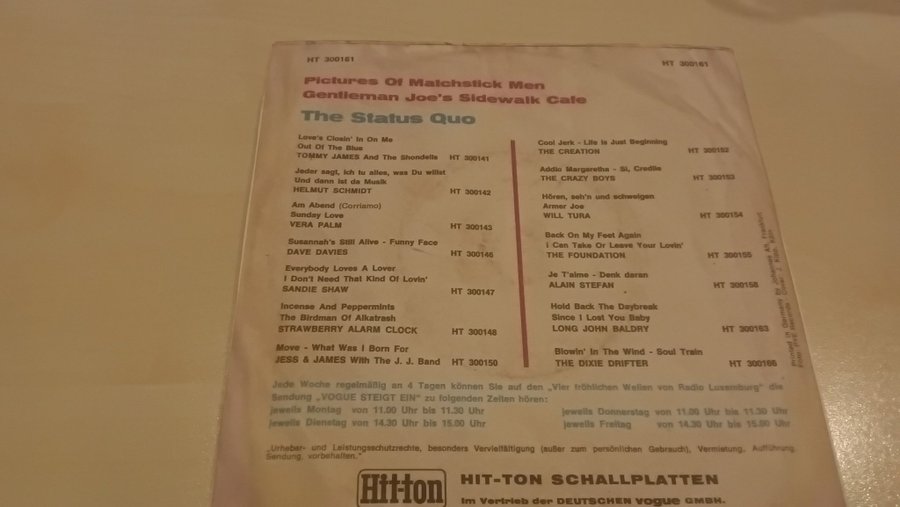 HT 300161
HT 300161
Pictures Of Matchstick Men
Gentleman Joe's Sidewalk Cafe
The Status Quo
Love's Closin' In On Me
Out Of The Blue
TOMMY JAMES And The Shondells HT 300141
Jeder sagt, ich tu alles, was Du willst
Und dann ist da Musik
HELMUT SCHMIDT HT 300142
Am Abend (Corriamo)
Sunday Love
VERA PALM HT 300143
Susannah's Still Alive - Funny Face
DAVE DAVIES HT 300146
Everybody Loves A Lover
I Don't Need That Kind Of Lovin'
SANDIE SHAW HT 300147
Incense And Peppermints
The Birdman Of Alkatrash
STRAWBERRY ALARM CLOCK HT 300148
Move - What Was I Born For
JESS & JAMES With The J. J. Band HT 300150
Cool Jerk - Life Is Just Beginning
THE CREATION HT 300152
Addio Margaretha - Si, Credile
THE CRAZY BOYS HT 300153
Hören, seh'n und schweigen
Armer Joe
WILL TURA HT 300154
Back On My Feet Again
I Can Take Or Leave Your Lovin'
THE FOUNDATION HT 300155
Je T'aime - Denk daran
ALAIN STEFAN HT 300158
Hold Back The Daybreak
Since I Lost You Baby
LONG JOHN BALDRY HT 300163
Blowin' In The Wind - Soul Train
THE DIXIE DRIFTER HT 300166
Jede Woche regelmäßig an 4 Tagen können Sie auf den „Vier fröhlichen Wellen von Radio Luxemburg" die
Sendung „VOGUE STEIGT EIN" zu folgenden Zeiten hören:
jeweils Montag von 11.00 Uhr bis 11.30 Uhr
jeweils Dienstag von 14.30 Uhr bis 15.00 Uhr
jeweils Donnerstag von 11.00 Uhr bis 11.30 Uhr
jeweils Freitag von 14.30 Uhr bis 15.00 Uhr
„Urheber- und Leistungsschutzrechte, besonders Vervielfältigung (außer zum persönlichen Gebrauch), Vermietung, Aufführung,
Sendung, vorbehalten."
Hit-ton
HIT-TON SCHALLPLATTEN
Im Vertrieb der DEUTSCHEN vogue GMBH.
Printed in Germany by Johannes Alt, Frankfurt